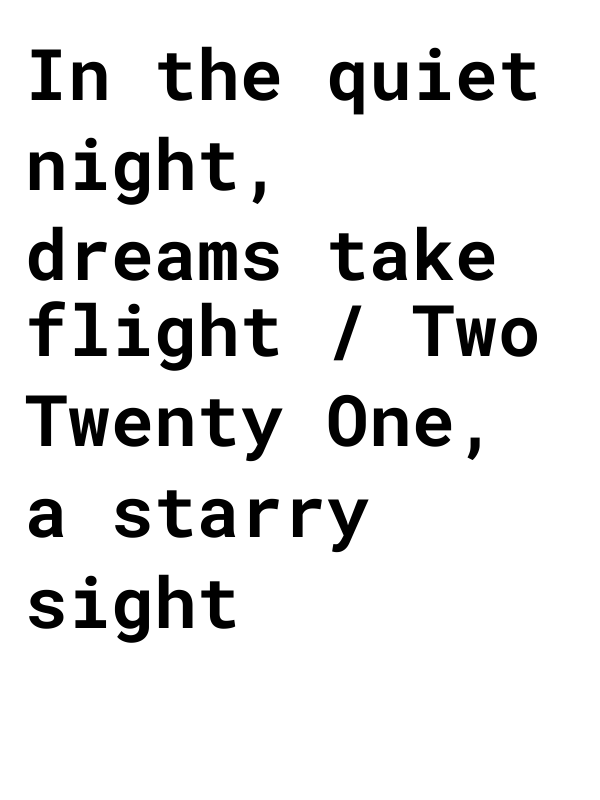 In the quiet
night,
dreams take
flight / Two
Twenty One,
a starry
sight